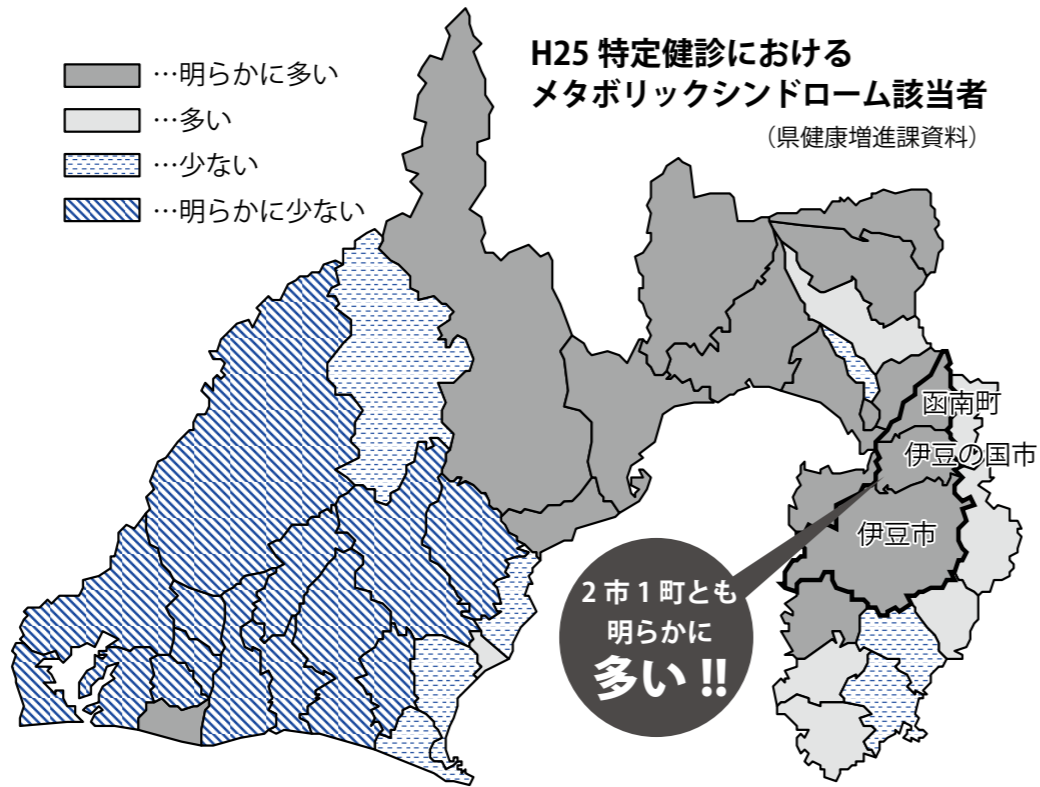 H25 特定健診における
メタボリックシンドローム該当者
（県健康増進課資料）
…明らかに多い
…多い
…少ない
…明らかに少ない
函南町
伊豆の国市
伊豆市
2 市 1 町とも
明らかに
多い !!